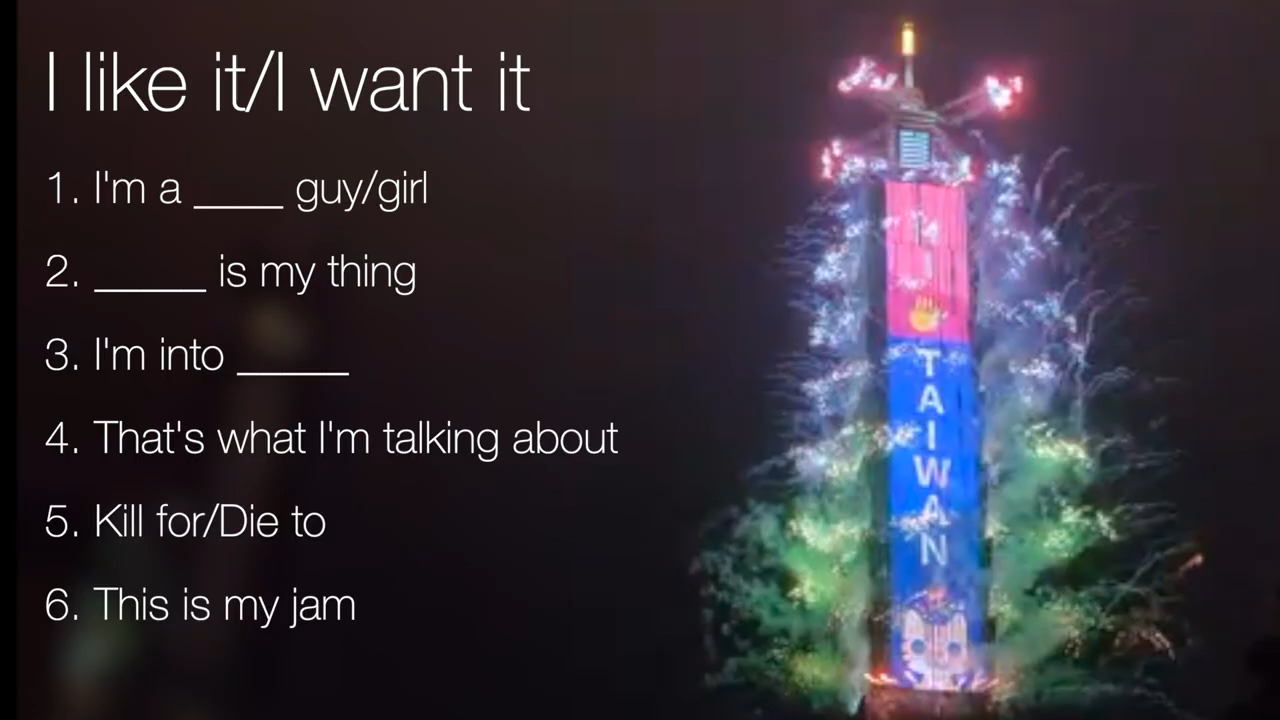 I like it/I want it
1. I'm a ____ guy/girl
2. _____ is my thing
3. I'm into _____
4. That's what I'm talking about
5. Kill for/Die to
6. This is my jam
TAIWAN